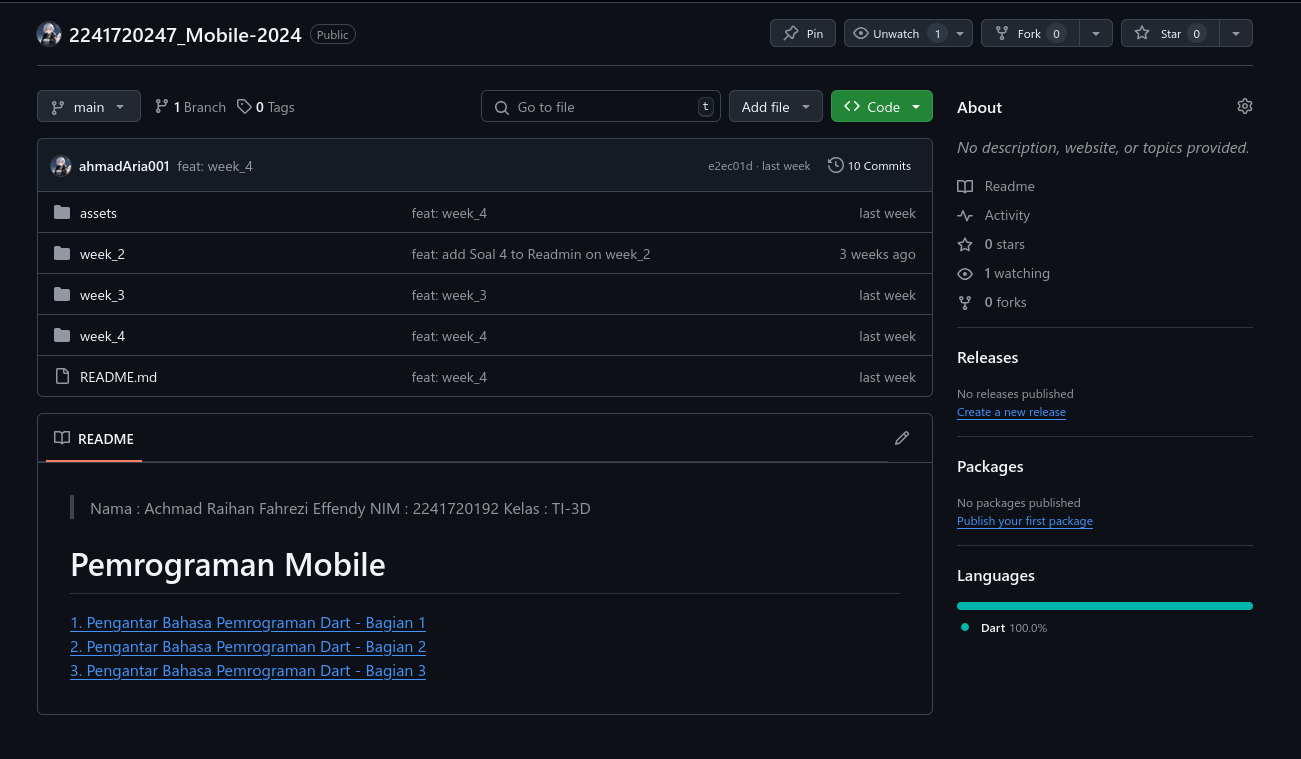 2241720247_Mobile-2024 Public Pin Unwatch 1 Fork 0 Star 0
main 1 Branch 0 Tags Go to file t Add file Code
ahmadAria001 feat: week_4 e2ec01d · last week 10 Commits
assets feat: week_4 last week
week_2 feat: add Soal 4 to Readmin on week_2 3 weeks ago
week_3 feat: week_3 last week
week_4 feat: week_4 last week
README.md feat: week_4 last week
README
Nama : Achmad Raihan Fahrezi Effendy NIM : 2241720192 Kelas : TI-3D
Pemrograman Mobile
1. Pengantar Bahasa Pemrograman Dart - Bagian 1
2. Pengantar Bahasa Pemrograman Dart - Bagian 2
3. Pengantar Bahasa Pemrograman Dart - Bagian 3
About
No description, website, or topics provided.
Readme
Activity
0 stars
1 watching
0 forks
Releases
No releases published
Create a new release
Packages
No packages published
Publish your first package
Languages
Dart 100.0%